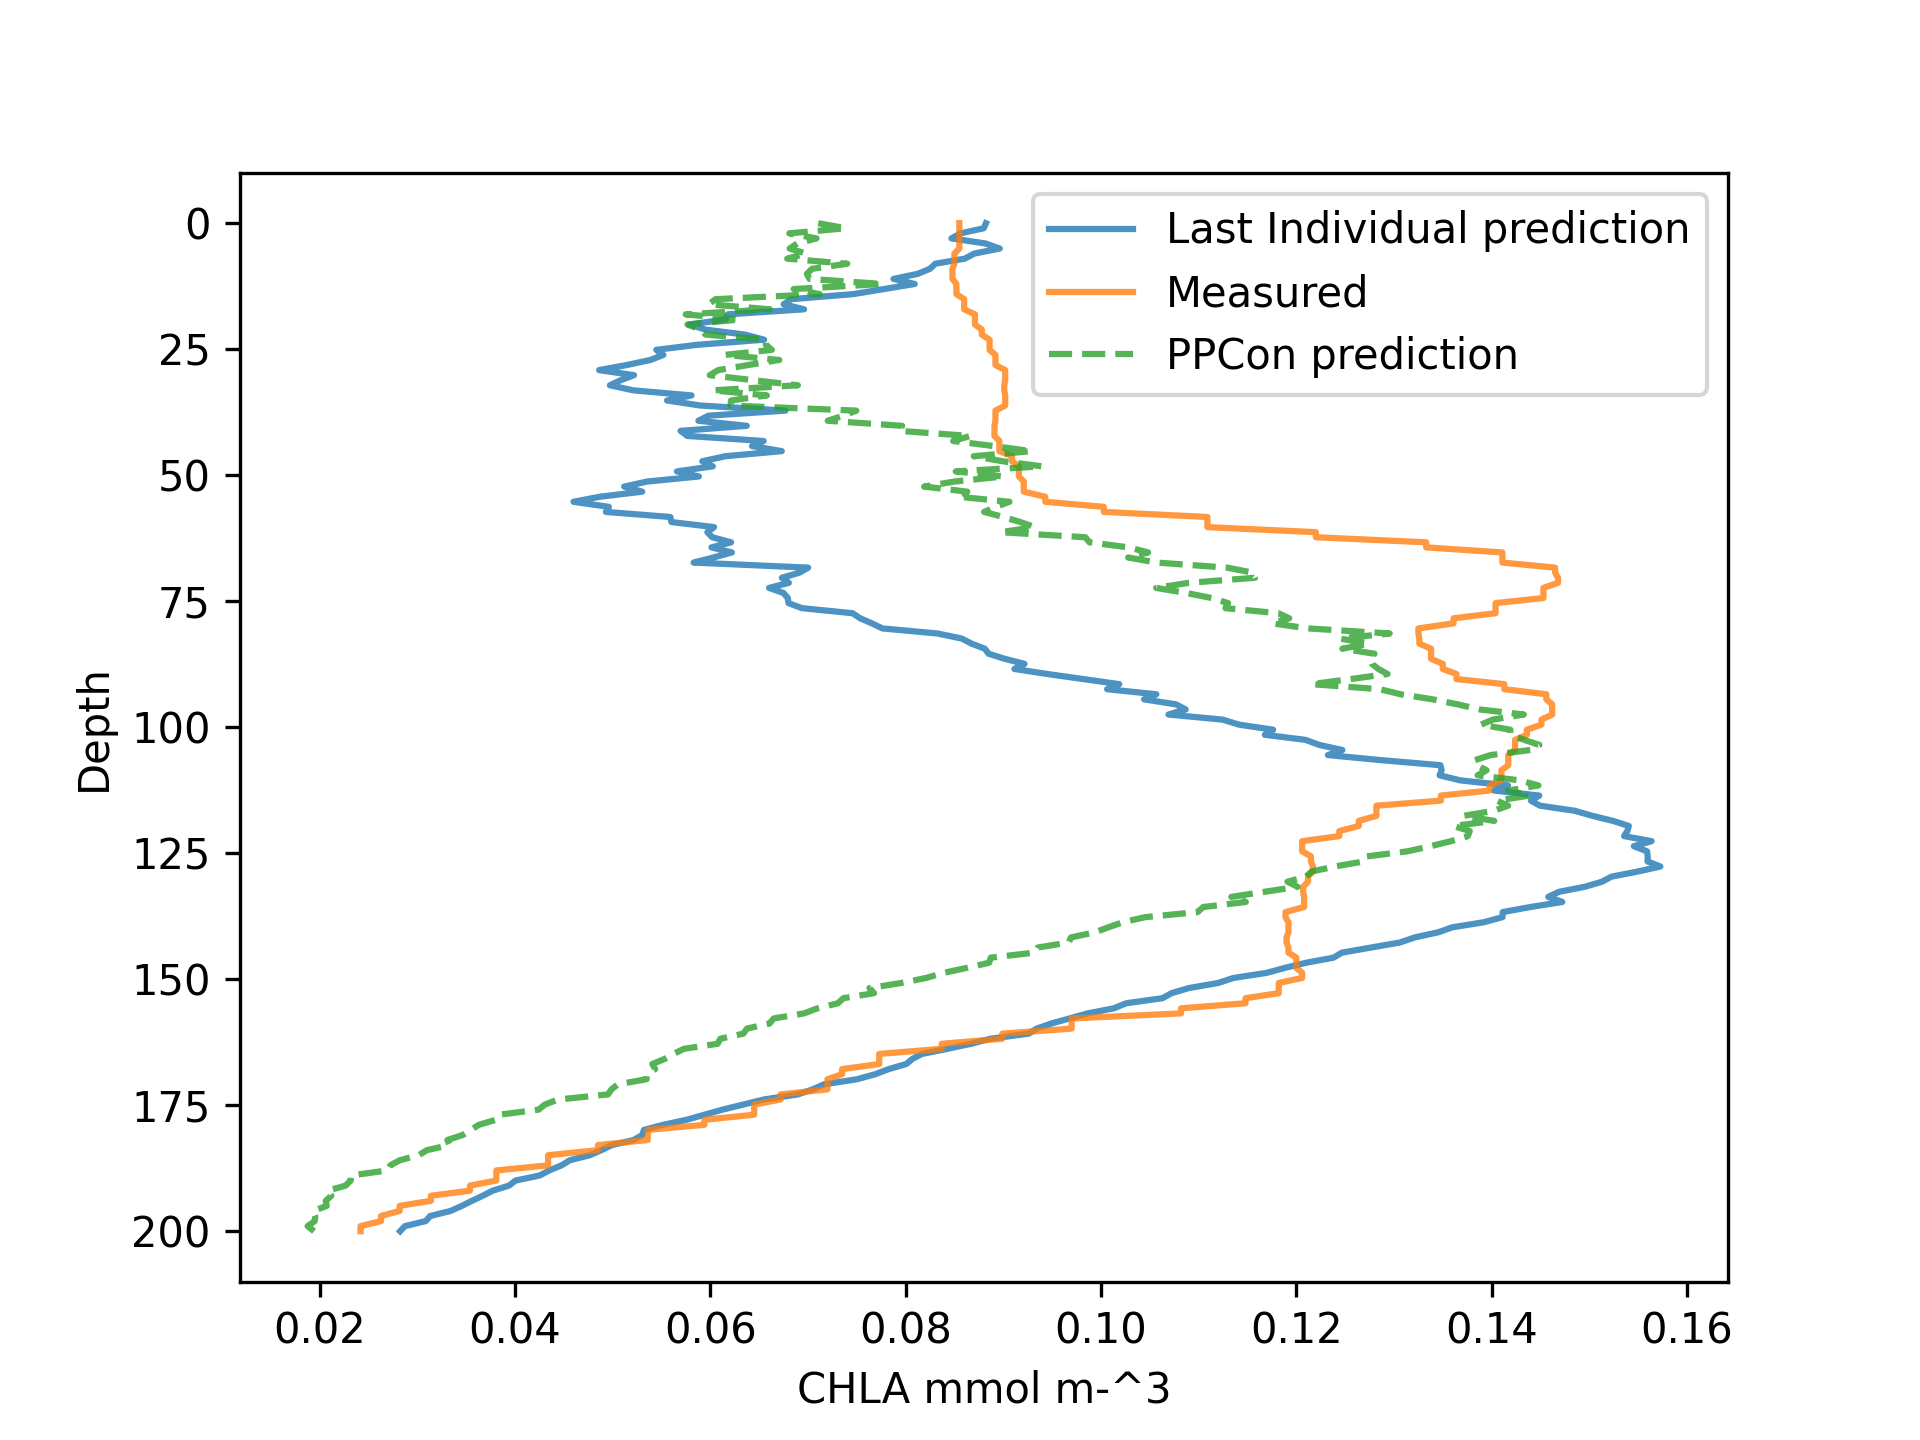 Last Individual prediction
Measured
PPCon prediction
0
25
50
75
100
125
150
175
200
Depth
0.02 0.04 0.06 0.08 0.10 0.12 0.14 0.16
CHLA mmol m-^3